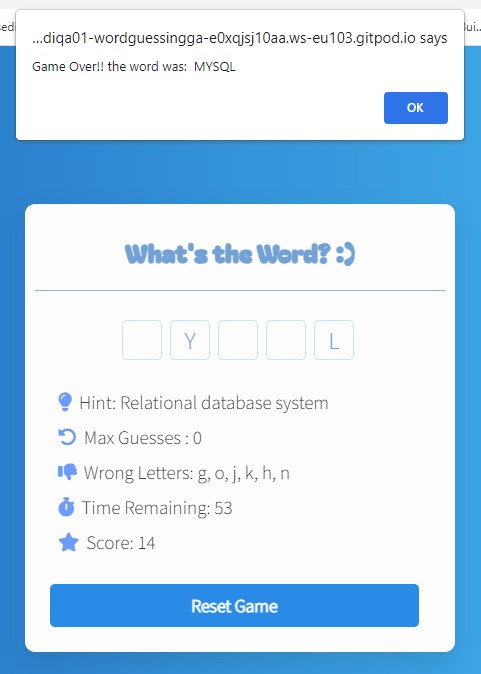 ...diqa01-wordguessingga-e0xqjsj10aa.ws-eu103.gitpod.io says
Game Over!! the word was: MYSQL
OK
What's the Word? :)
Y L
Hint: Relational database system
Max Guesses : 0
Wrong Letters: g, o, j, k, h, n
Time Remaining: 53
Score: 14
Reset Game